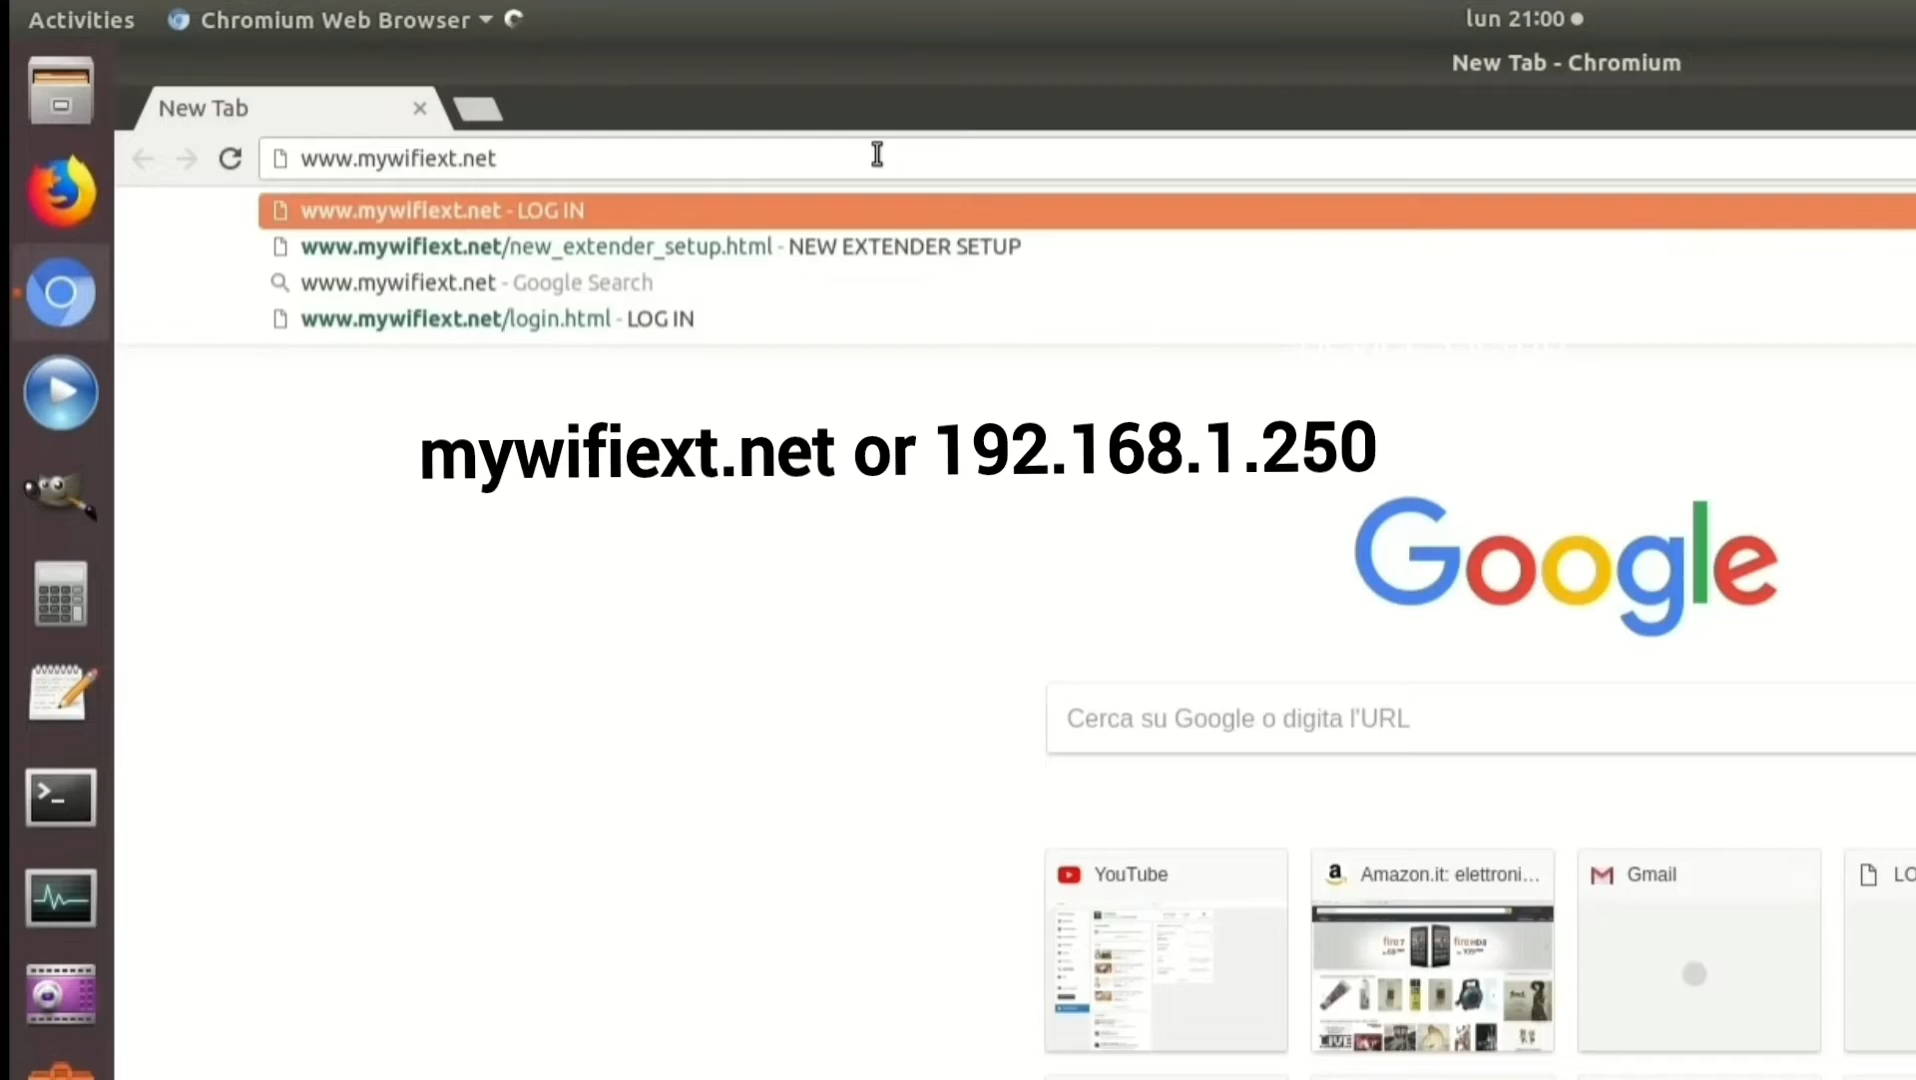 Activities
Chromium Web Browser
lun 21:00
New Tab - Chromium
New Tab
www.mywifiext.net
www.mywifiext.net - LOG IN
www.mywifiext.net/new_extender_setup.html - NEW EXTENDER SETUP
www.mywifiext.net - Google Search
www.mywifiext.net/login.html - LOG IN
mywifiext.net or 192.168.1.250
Google
Cerca su Google o digita l'URL
YouTube
Amazon.it: elettroni...
Gmail
LO